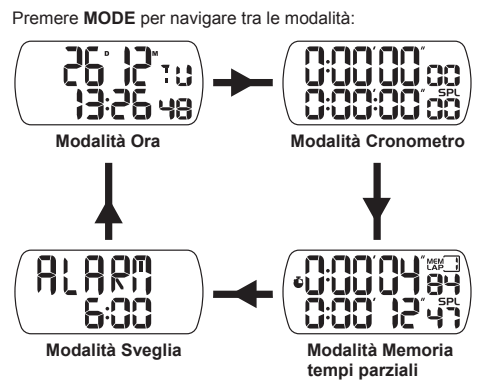 Premere MODE per navigare tra le modalità:
26 D 12 M TU
13:26 48
Modalità Ora
0:00'00" 00
SPL
0:00:00" 00
Modalità Cronometro
ALARM
6:00
Modalità Sveglia
0:00'04" 84 MEM 1
LAP
SPL
0:00'12" 47
Modalità Memoria
tempi parziali